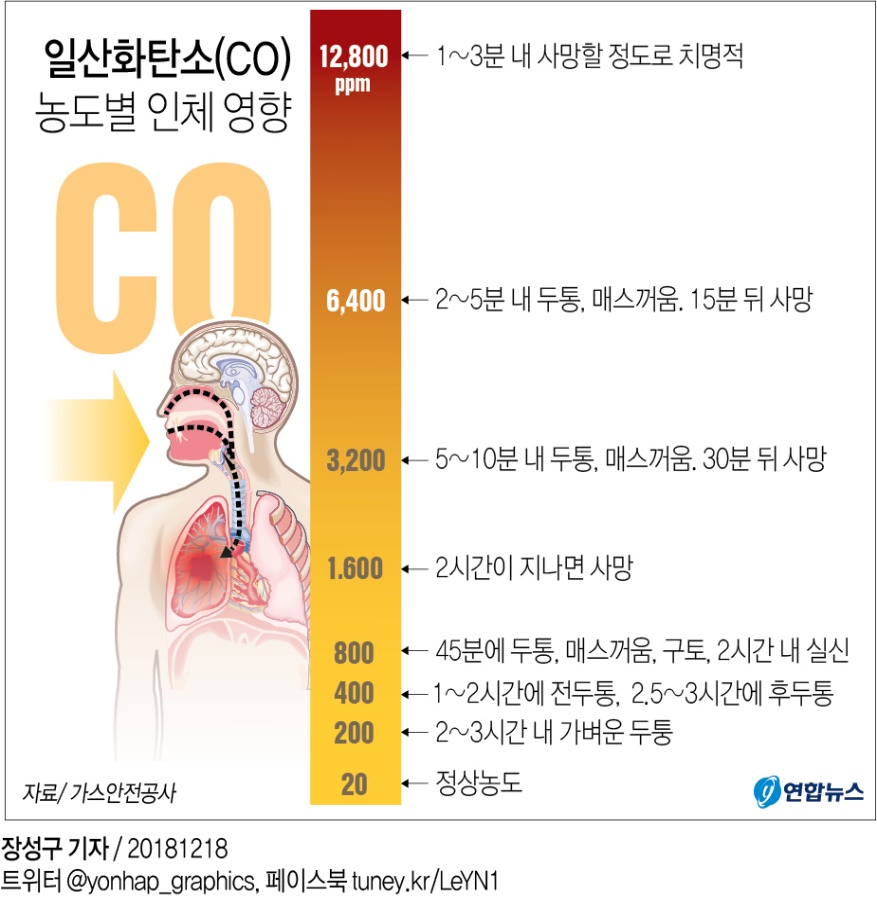 일산화탄소(CO)
농도별 인체 영향
CO
12,800
ppm
1~3분 내 사망할 정도로 치명적
6,400
2~5분 내 두통, 매스꺼움. 15분 뒤 사망
3,200
5~10분 내 두통, 매스꺼움. 30분 뒤 사망
1.600
2시간이 지나면 사망
800
45분에 두통, 매스꺼움, 구토, 2시간 내 실신
400
1~2시간에 전두통, 2.5~3시간에 후두통
200
2~3시간 내 가벼운 두퉁
20
정상농도
자료/ 가스안전공사
연합뉴스
장성구 기자 / 20181218
트위터 @yonhap_graphics, 페이스북 tuney.kr/LeYN1